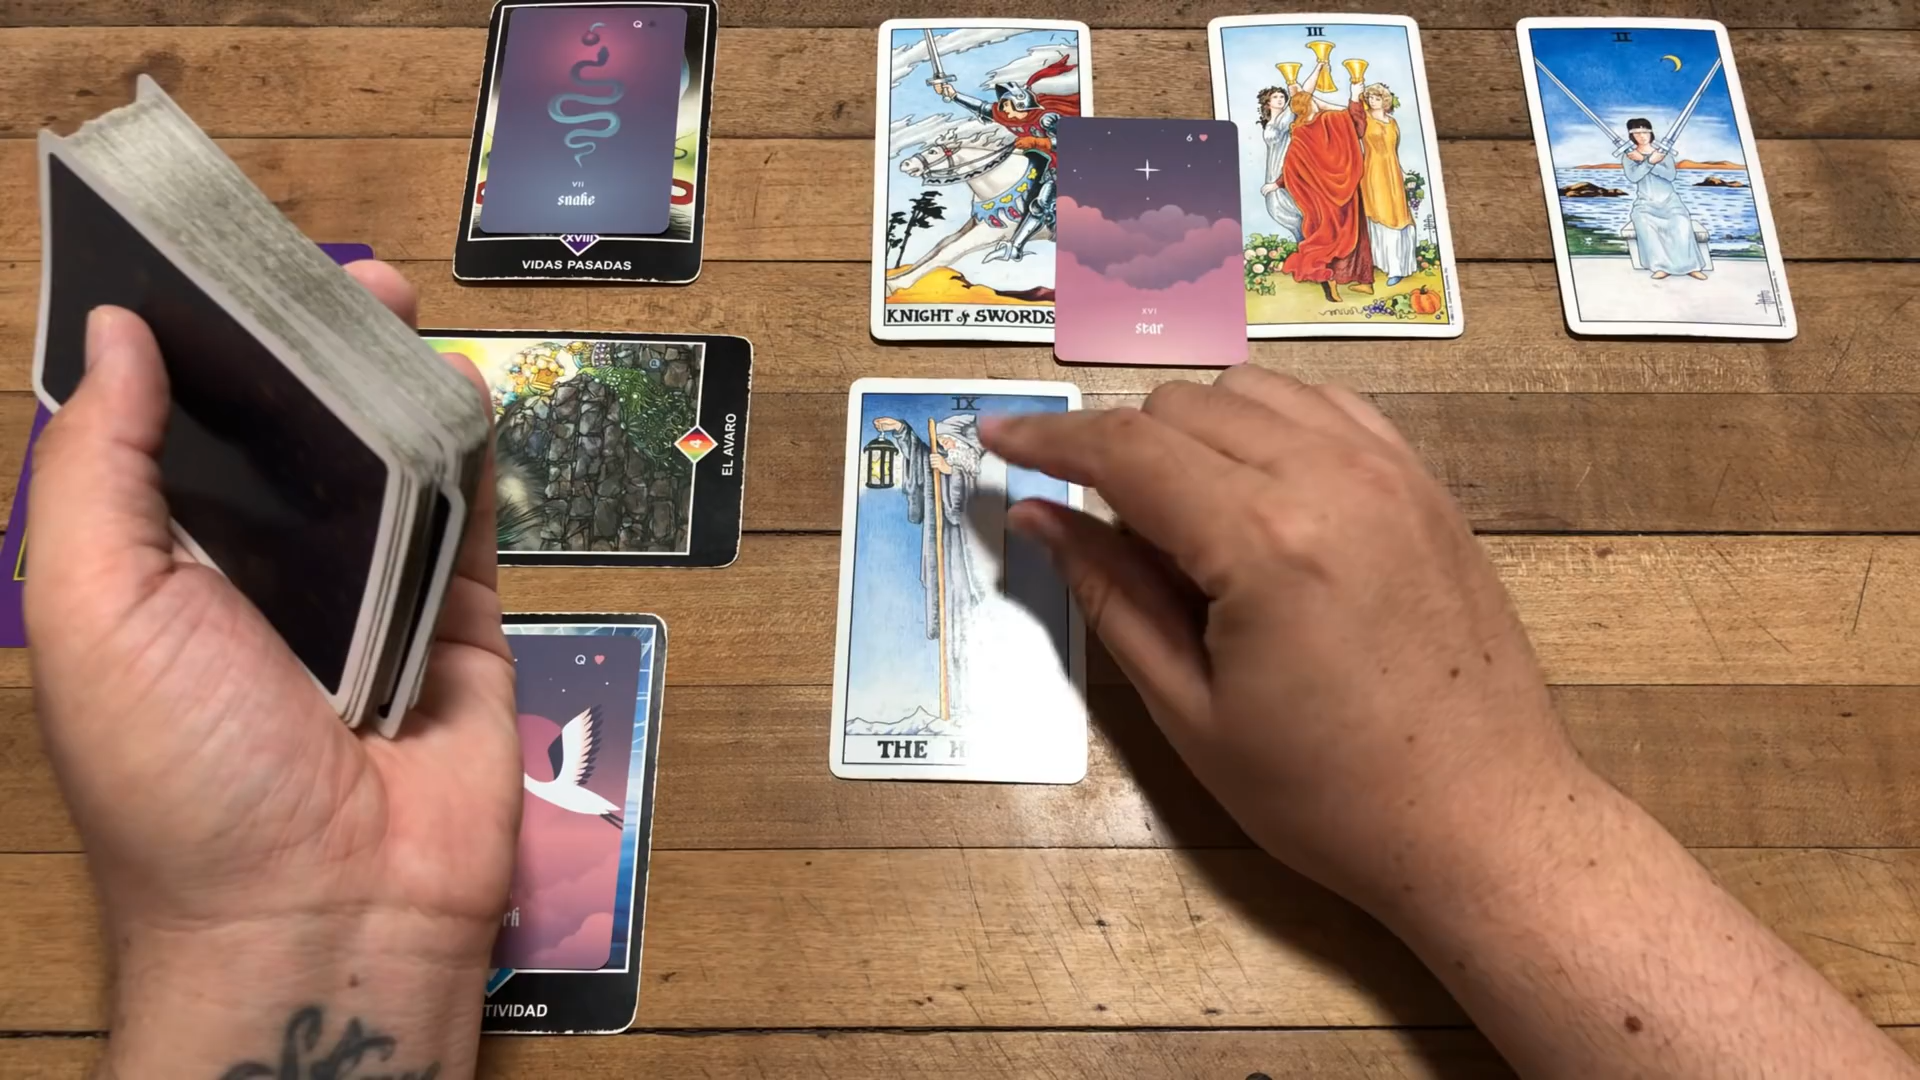 Q
VII
snake
XVIII
VIDAS PASADAS
KNIGHT of SWORDS
6
XVI
star
III
II
4
EL AVARO
IX
THE H
Q
TIVIDAD